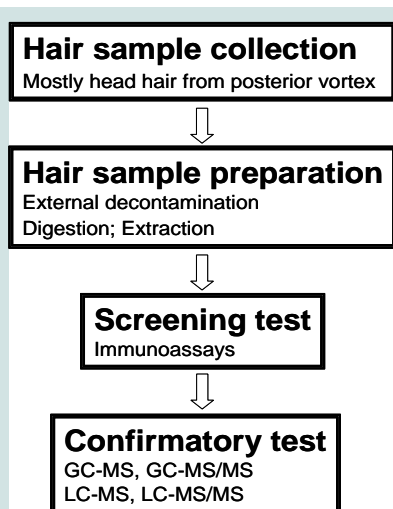 Hair sample collection
Mostly head hair from posterior vortex
Hair sample preparation
External decontamination
Digestion; Extraction
Screening test
Immunoassays
Confirmatory test
GC-MS, GC-MS/MS
LC-MS, LC-MS/MS